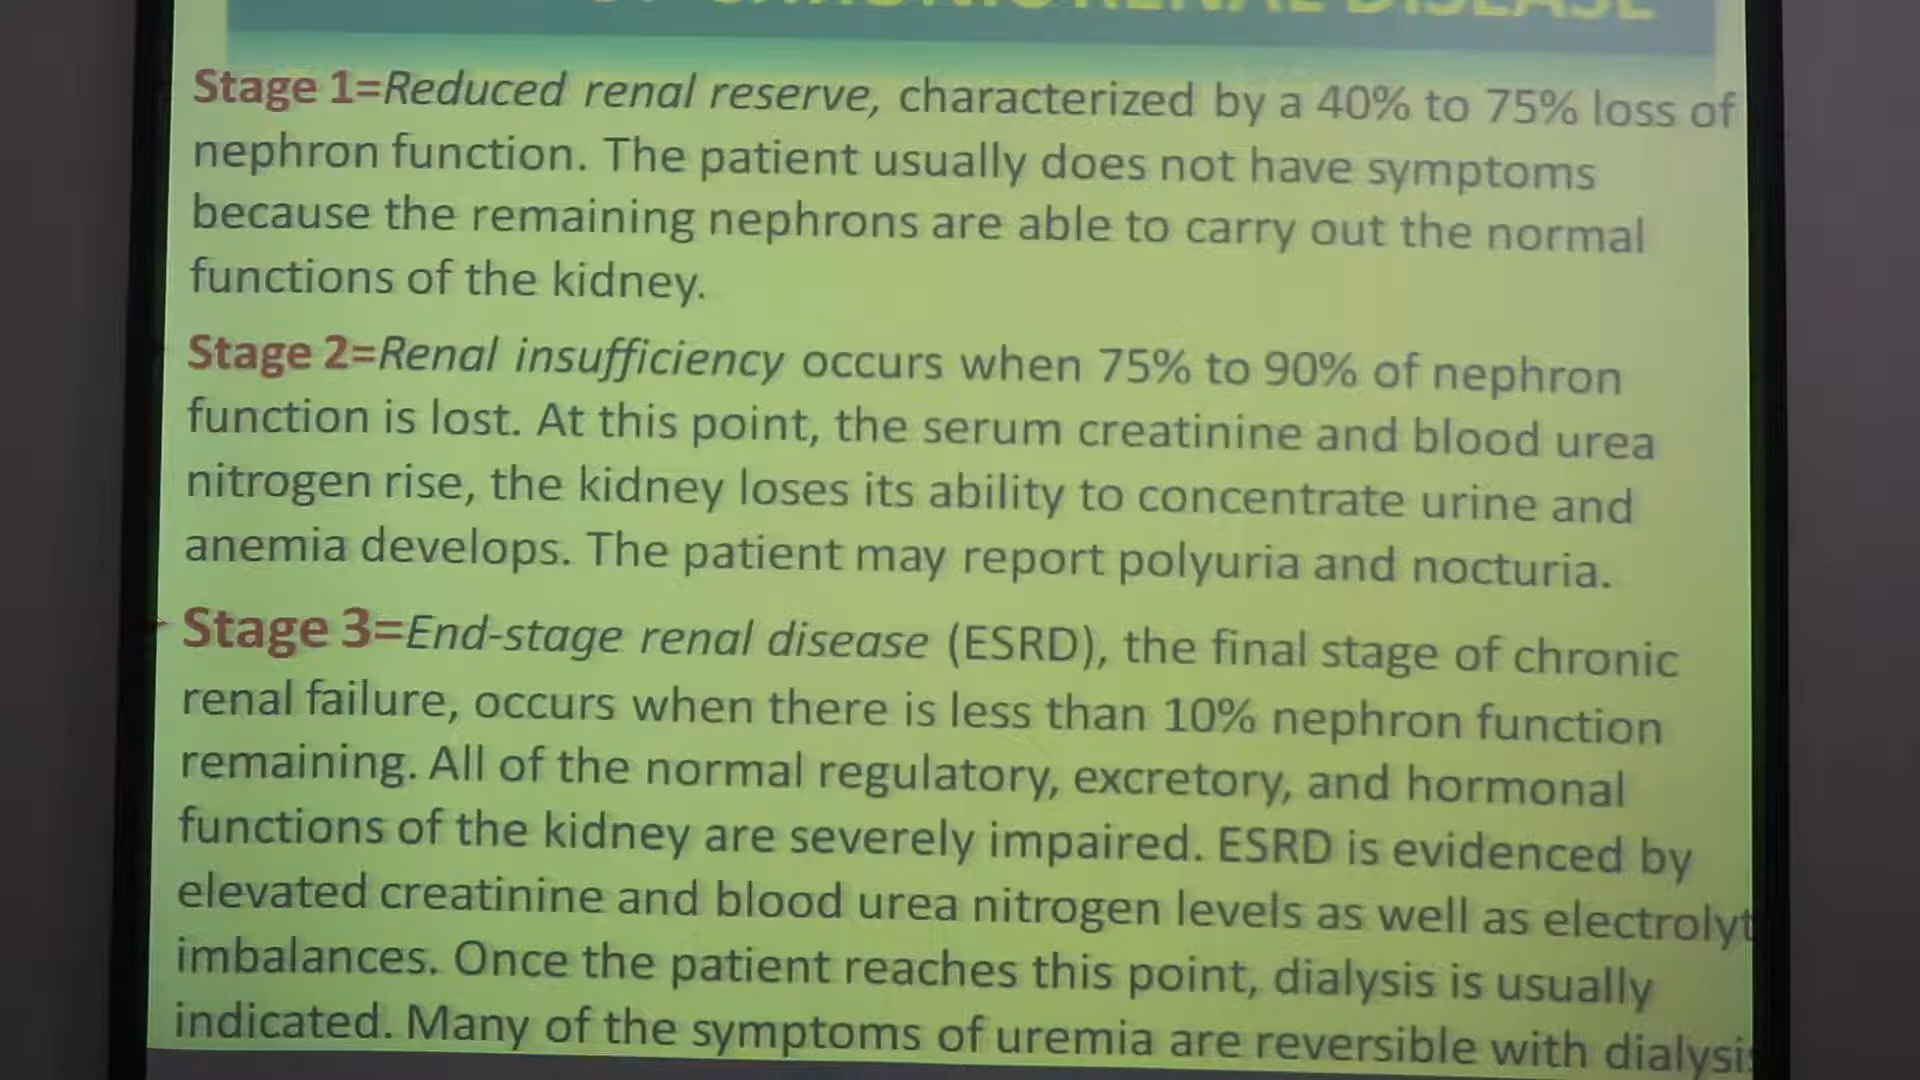 OF CHRONIC RENAL DISEASE
Stage 1=Reduced renal reserve, characterized by a 40% to 75% loss of
nephron function. The patient usually does not have symptoms
because the remaining nephrons are able to carry out the normal
functions of the kidney.
Stage 2=Renal insufficiency occurs when 75% to 90% of nephron
function is lost. At this point, the serum creatinine and blood urea
nitrogen rise, the kidney loses its ability to concentrate urine and
anemia develops. The patient may report polyuria and nocturia.
Stage 3=End-stage renal disease (ESRD), the final stage of chronic
renal failure, occurs when there is less than 10% nephron function
remaining. All of the normal regulatory, excretory, and hormonal
functions of the kidney are severely impaired. ESRD is evidenced by
elevated creatinine and blood urea nitrogen levels as well as electrolyt
imbalances. Once the patient reaches this point, dialysis is usually
indicated. Many of the symptoms of uremia are reversible with dialysis